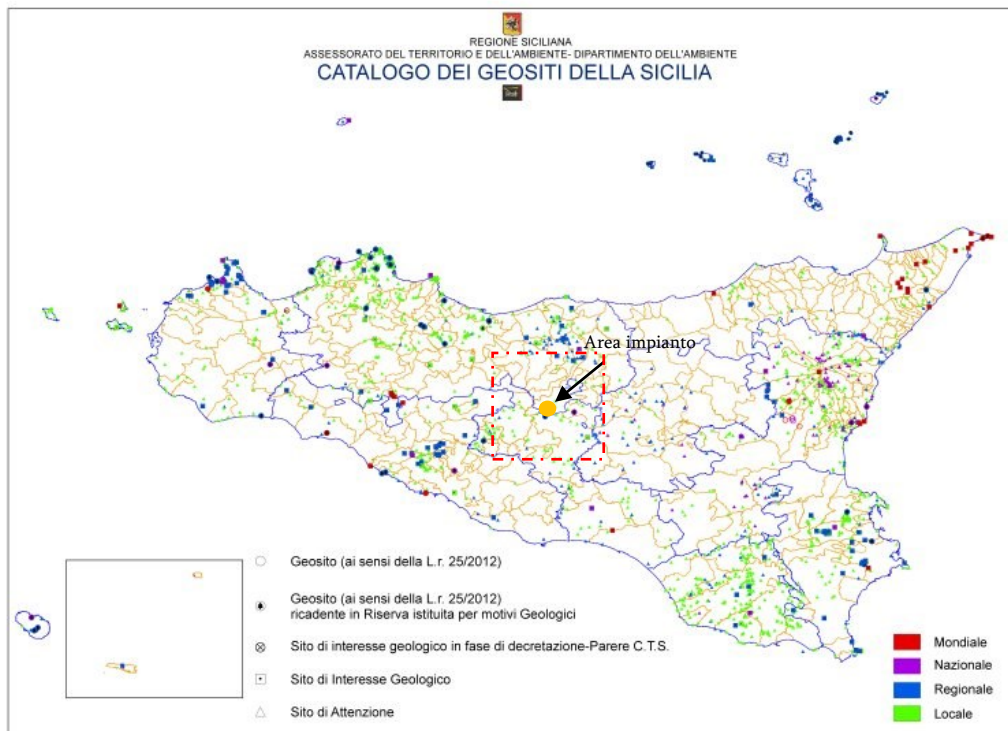 REGIONE SICILIANA
ASSESSORATO DEL TERRITORIO E DELL'AMBIENTE- DIPARTIMENTO DELL'AMBIENTE
CATALOGO DEI GEOSITI DELLA SICILIA
Area impianto
Geosito (ai sensi della L.r. 25/2012)
Geosito (ai sensi della L.r. 25/2012)
ricadente in Riserva istituita per motivi Geologici
Sito di interesse geologico in fase di decretazione-Parere C.T.S.
Sito di Interesse Geologico
Sito di Attenzione
Mondiale
Nazionale
Regionale
Locale